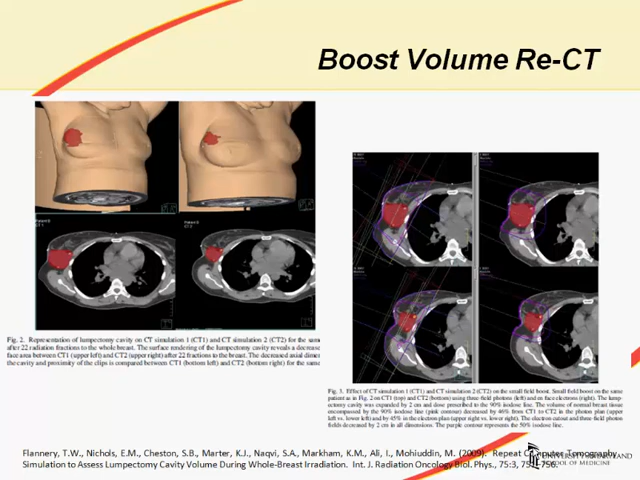 Boost Volume Re-CT
Fig. 2. Representation of lumpectomy cavity on CT simulation 1 (CT1) and CT simulation 2 (CT2) for the sam
after 22 radiation fractions to the whole breast. The surface rendering of the lumpectomy cavity reveals a decrease
face area between CT1 (upper left) and CT2 (upper right) after 22 fractions to the breast. The decreased axial dimen
the cavity and proximity of the clips is compared between CT1 (bottom left) and CT2 (bottom right) for the same
Fig. 3. Effect of CT simulation 1 (CT1) and CT simulation 2 (CT2) on the small field boost. Small field boost on the same
patient as in Fig. 2 on CT1 (top) and CT2 (bottom) using three field photons (left) and en face electrons (right). The lump-
ectomy cavity was expanded by 2 cm and dose prescribed to the 90% isodose line. The volume of normal breast tissue
encompassed by the 90% isodose line (pink contour) decreased by 46% from CT1 to CT2 in the photon plan (upper
left vs. lower left) and by 45% in the electron plan (upper right vs. lower right). The electron cutout and three-field photon
fields decreased by 2 cm in all dimensions. The purple contour represents the 50% isodose line.
Flannery, T.W., Nichols, E.M., Cheston, S.B., Marter, K.J., Naqvi, S.A., Markham, K.M., Ali, I., Mohiuddin, M. (2009). Repeat Computer Tomography
Simulation to Assess Lumpectomy Cavity Volume During Whole-Breast Irradiation. Int. J. Radiation Oncology Biol. Phys., 75:3, 751-756.
UNIVERSITY of MARYLAND
SCHOOL OF MEDICINE